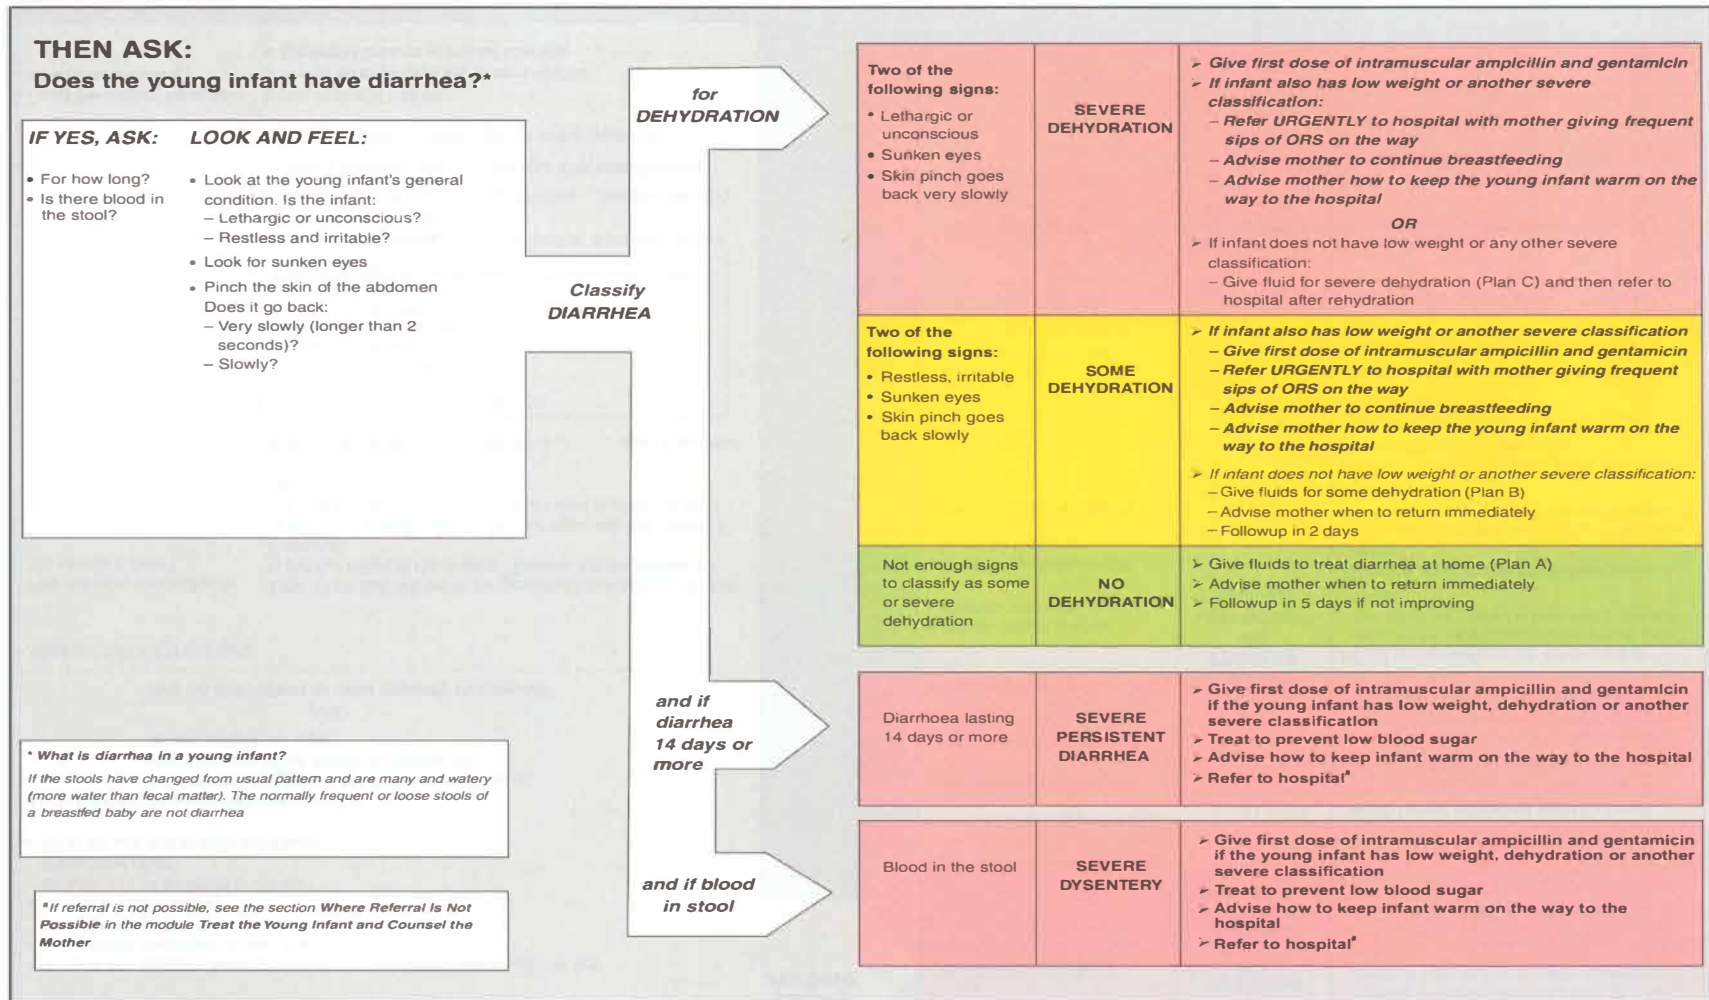 THEN ASK:
Does the young infant have diarrhea?*
IF YES, ASK:
• For how long?
• Is there blood in
the stool?
LOOK AND FEEL:
• Look at the young infant's general
condition. Is the infant:
– Lethargic or unconscious?
– Restless and irritable?
• Look for sunken eyes
• Pinch the skin of the abdomen
Does it go back:
– Very slowly (longer than 2
seconds)?
– Slowly?
Classify
DIARRHEA
for
DEHYDRATION
Two of the
following signs:
• Lethargic or
unconscious
• Sunken eyes
• Skin pinch goes
back very slowly
SEVERE
DEHYDRATION
➢ Give first dose of intramuscular ampicillin and gentamicin
➢ If infant also has low weight or another severe
classification:
– Refer URGENTLY to hospital with mother giving frequent
sips of ORS on the way
– Advise mother to continue breastfeeding
– Advise mother how to keep the young infant warm on the
way to the hospital
OR
➢ If infant does not have low weight or any other severe
classification:
– Give fluid for severe dehydration (Plan C) and then refer to
hospital after rehydration
Two of the
following signs:
• Restless, irritable
• Sunken eyes
• Skin pinch goes
back slowly
SOME
DEHYDRATION
➢ If infant also has low weight or another severe classification
– Give first dose of intramuscular ampicillin and gentamicin
– Refer URGENTLY to hospital with mother giving frequent
sips of ORS on the way
– Advise mother to continue breastfeeding
– Advise mother how to keep the young infant warm on the
way to the hospital
➢ If infant does not have low weight or another severe classification:
– Give fluids for some dehydration (Plan B)
– Advise mother when to return immediately
– Followup in 2 days
Not enough signs
to classify as some
or severe
dehydration
NO
DEHYDRATION
➢ Give fluids to treat diarrhea at home (Plan A)
➢ Advise mother when to return immediately
➢ Followup in 5 days if not improving
and if
diarrhea
14 days or
more
Diarrhoea lasting
14 days or more
SEVERE
PERSISTENT
DIARRHEA
➢ Give first dose of intramuscular ampicillin and gentamicin
if the young infant has low weight, dehydration or another
severe classification
➢ Treat to prevent low blood sugar
➢ Advise how to keep infant warm on the way to the hospital
➢ Refer to hospital#
and if blood
in stool
Blood in the stool
SEVERE
DYSENTERY
➢ Give first dose of intramuscular ampicillin and gentamicin
if the young infant has low weight, dehydration or another
severe classification
➢ Treat to prevent low blood sugar
➢ Advise how to keep infant warm on the way to the
hospital
➢ Refer to hospital#
* What is diarrhea in a young infant?
If the stools have changed from usual pattern and are many and watery
(more water than fecal matter). The normally frequent or loose stools of
a breastfed baby are not diarrhea
#If referral is not possible, see the section Where Referral Is Not
Possible in the module Treat the Young Infant and Counsel the
Mother